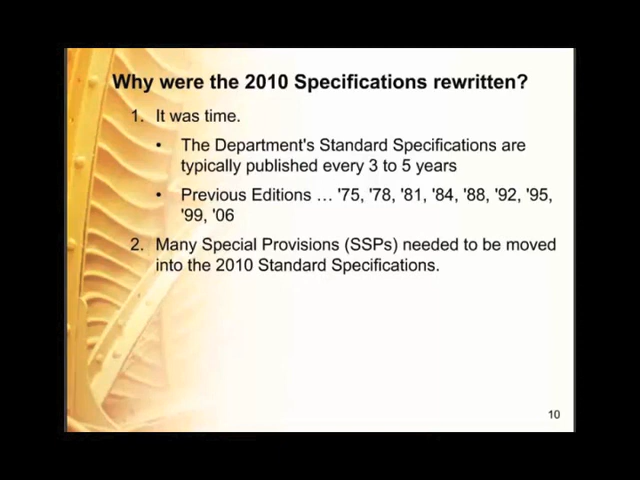 Why were the 2010 Specifications rewritten?
1. It was time.
• The Department's Standard Specifications are
typically published every 3 to 5 years
• Previous Editions … '75, '78, '81, '84, '88, '92, '95,
'99, '06
2. Many Special Provisions (SSPs) needed to be moved
into the 2010 Standard Specifications.
10